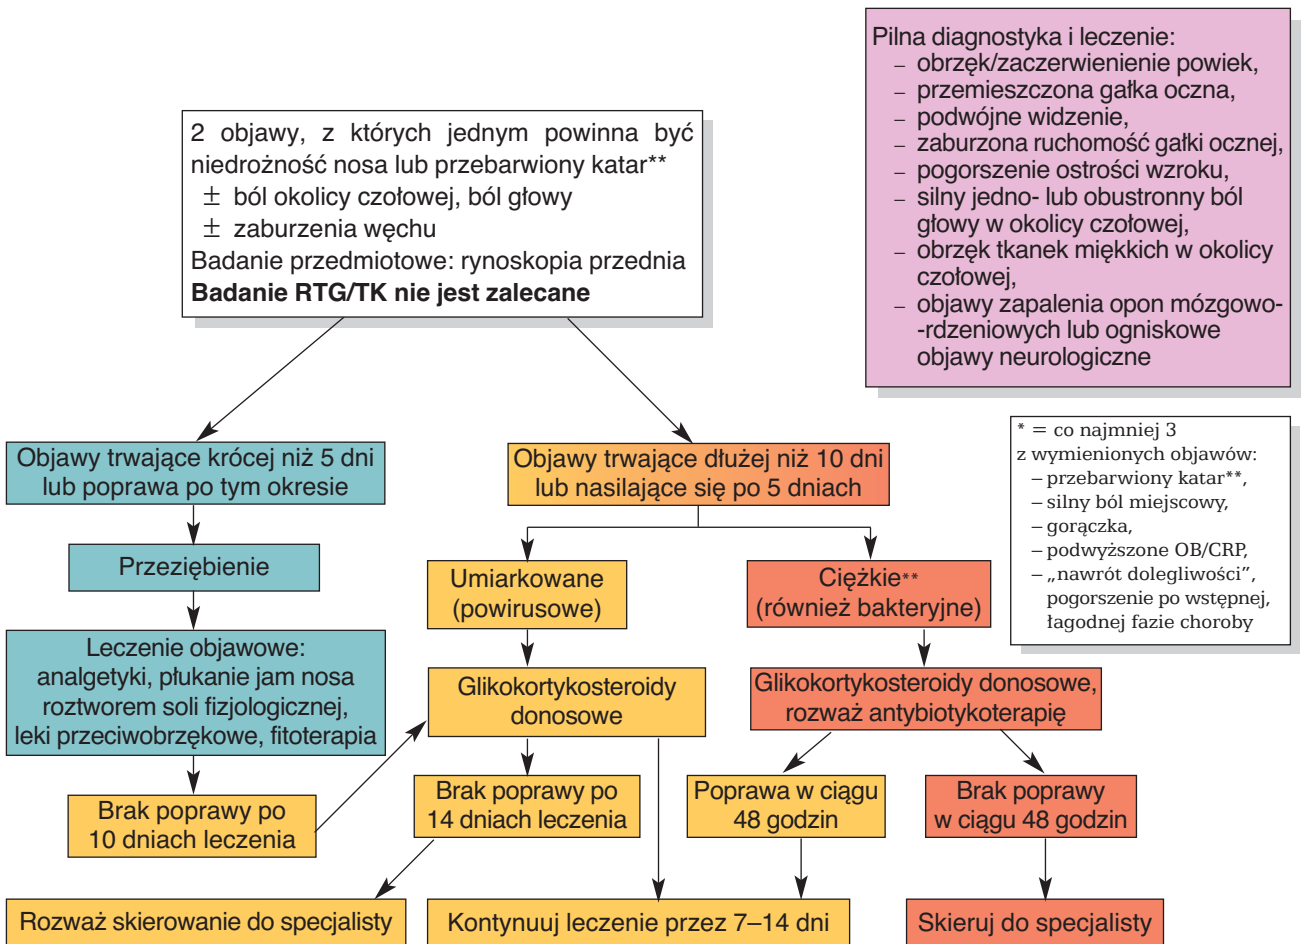 Pilna diagnostyka i leczenie:
– obrzęk/zaczerwienienie powiek,
– przemieszczona gałka oczna,
– podwójne widzenie,
– zaburzona ruchomość gałki ocznej,
– pogorszenie ostrości wzroku,
– silny jedno- lub obustronny ból
głowy w okolicy czołowej,
– obrzęk tkanek miękkich w okolicy
czołowej,
– objawy zapalenia opon mózgowo-
-rdzeniowych lub ogniskowe
objawy neurologiczne
2 objawy, z których jednym powinna być
niedrożność nosa lub przebarwiony katar**
± ból okolicy czołowej, ból głowy
± zaburzenia węchu
Badanie przedmiotowe: rynoskopia przednia
Badanie RTG/TK nie jest zalecane
Objawy trwające krócej niż 5 dni
lub poprawa po tym okresie
Objawy trwające dłużej niż 10 dni
lub nasilające się po 5 dniach
* = co najmniej 3
z wymienionych objawów:
– przebarwiony katar**,
– silny ból miejscowy,
– gorączka,
– podwyższone OB/CRP,
– „nawrót dolegliwości”,
pogorszenie po wstępnej,
łagodnej fazie choroby
Przeziębienie
Umiarkowane
(powirusowe)
Ciężkie**
(również bakteryjne)
Leczenie objawowe:
analgetyki, płukanie jam nosa
roztworem soli fizjologicznej,
leki przeciwobrzękowe, fitoterapia
Glikokortykosteroidy
donosowe
Glikokortykosteroidy donosowe,
rozważ antybiotykoterapię
Brak poprawy po
10 dniach leczenia
Brak poprawy po
14 dniach leczenia
Poprawa w ciągu
48 godzin
Brak poprawy
w ciągu 48 godzin
Rozważ skierowanie do specjalisty
Kontynuuj leczenie przez 7–14 dni
Skieruj do specjalisty